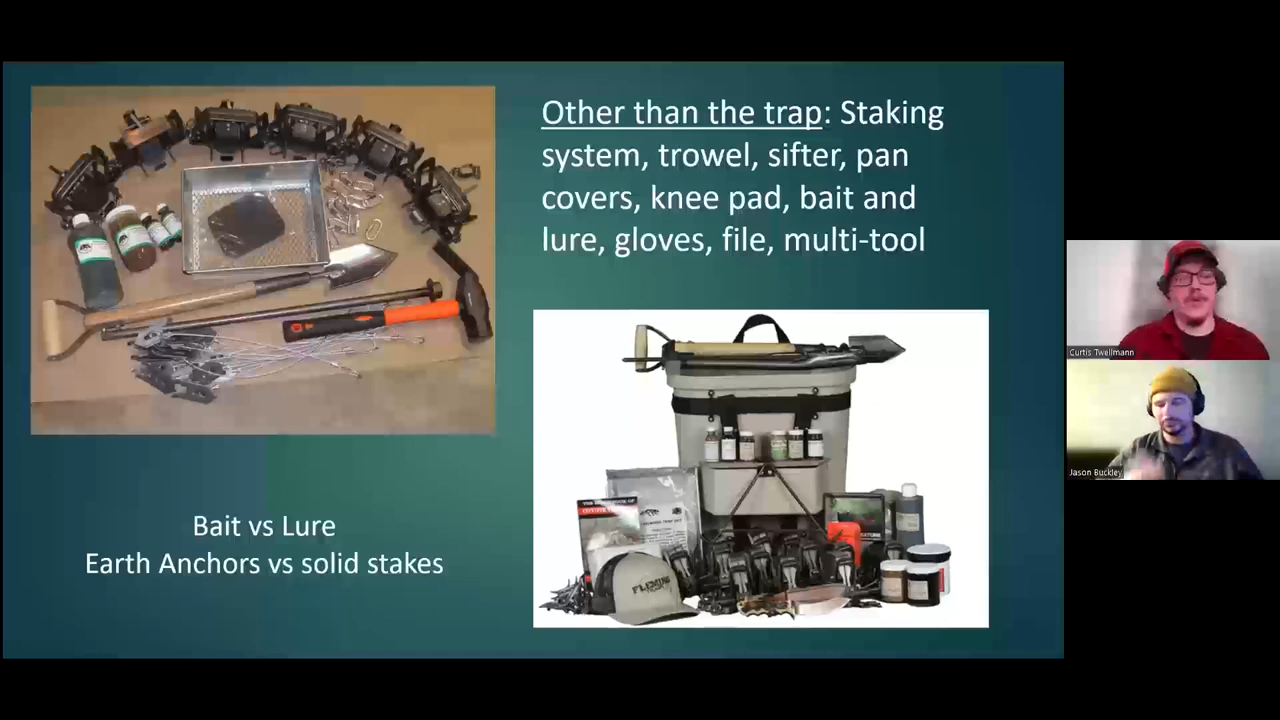 Other than the trap: Staking
system, trowel, sifter, pan
covers, knee pad, bait and
lure, gloves, file, multi-tool
Bait vs Lure
Earth Anchors vs solid stakes
FLEMING
Curtis Twellmann
Jason Buckley